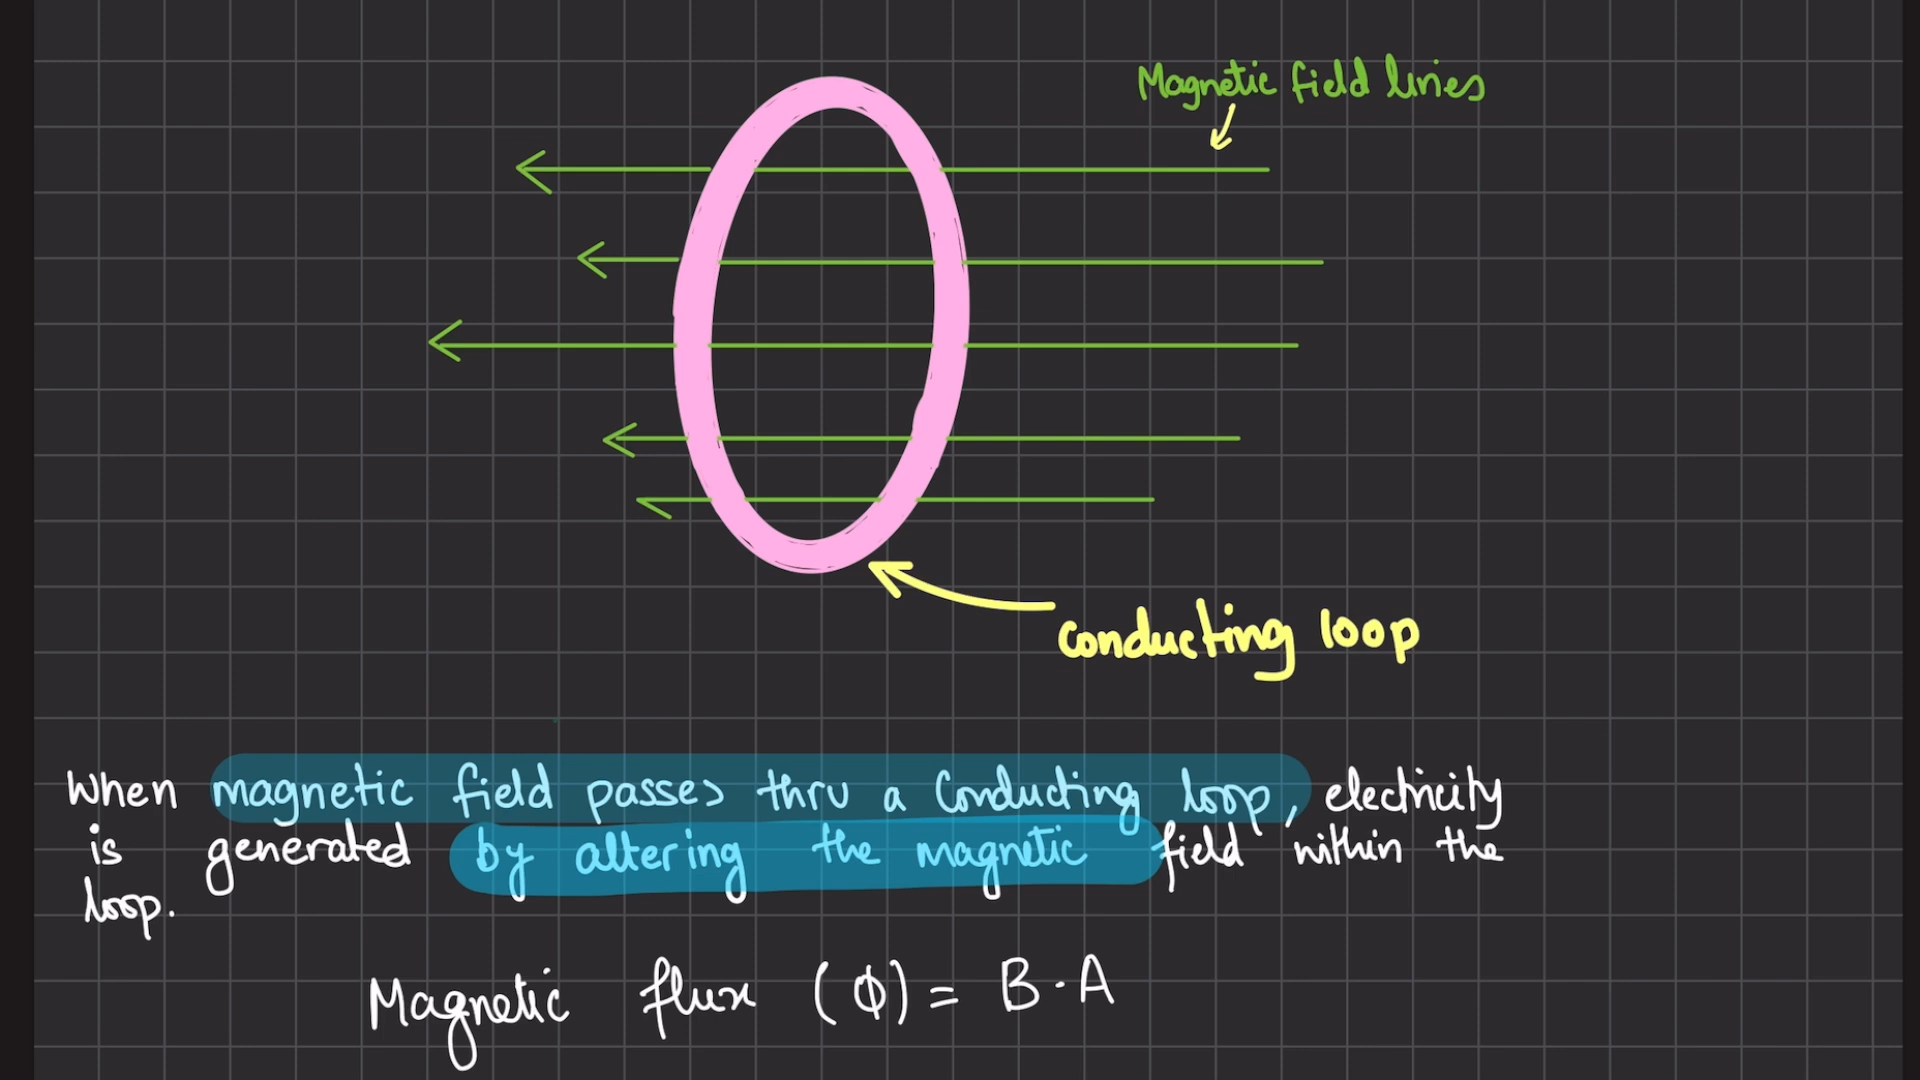 Magnetic field lines
conducting loop
When magnetic field passes thru a Conducting loop, electricity
is generated by altering the magnetic field within the
loop.
Magnetic flux (ϕ) = B·A